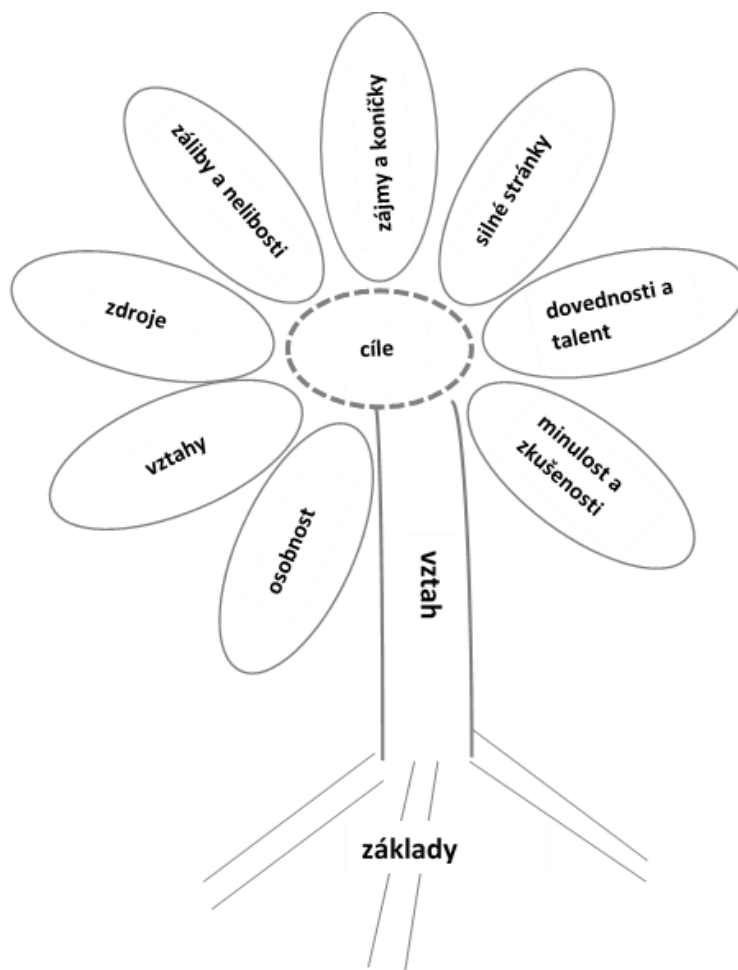 zájmy a koníčky
záliby a nelibosti
silné stránky
zdroje
dovednosti a
talent
cíle
vztahy
minulost a
zkušenosti
osobnost
vztah
základy